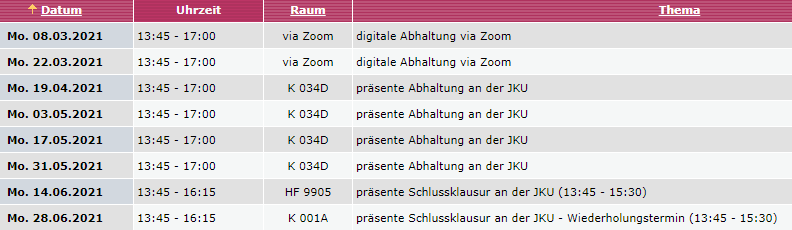 Datum Uhrzeit Raum Thema
Mo. 08.03.2021 13:45 - 17:00 via Zoom digitale Abhaltung via Zoom
Mo. 22.03.2021 13:45 - 17:00 via Zoom digitale Abhaltung via Zoom
Mo. 19.04.2021 13:45 - 17:00 K 034D präsente Abhaltung an der JKU
Mo. 03.05.2021 13:45 - 17:00 K 034D präsente Abhaltung an der JKU
Mo. 17.05.2021 13:45 - 17:00 K 034D präsente Abhaltung an der JKU
Mo. 31.05.2021 13:45 - 17:00 K 034D präsente Abhaltung an der JKU
Mo. 14.06.2021 13:45 - 16:15 HF 9905 präsente Schlussklausur an der JKU (13:45 - 15:30)
Mo. 28.06.2021 13:45 - 16:15 K 001A präsente Schlussklausur an der JKU - Wiederholungstermin (13:45 - 15:30)